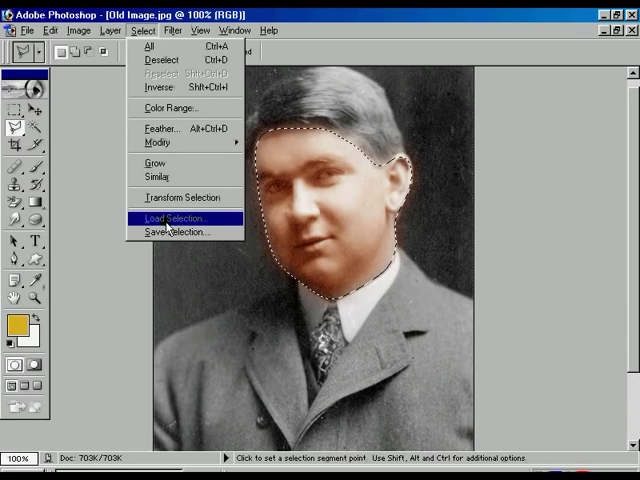 Adobe Photoshop - [Old Image.jpg @ 100% (RGB)]
File Edit Image Layer Select Filter View Window Help
All Ctrl+A
Deselect Ctrl+D
Reselect Shft+Ctrl+D
Inverse Shft+Ctrl+I
Color Range...
Feather... Alt+Ctrl+D
Modify
Grow
Similar
Transform Selection
Load Selection...
Save Selection...
T
100% Doc: 703K/703K Click to set a selection segment point. Use Shift, Alt and Ctrl for additional options.